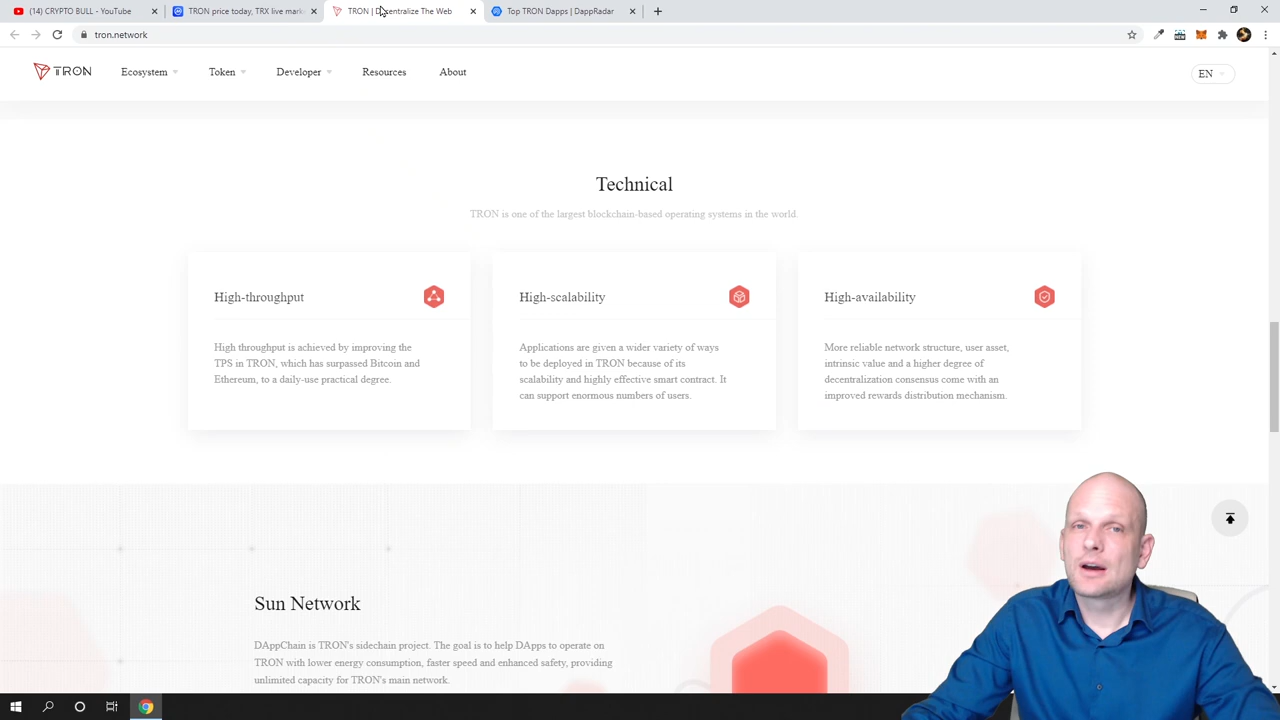 (14) CRYPTO BULL - YouTube
TRON price today, TRX live mark
TRON | Decentralize The Web
Top TRON Dapps | DappRadar
tron.network
TRON
Ecosystem
Token
Developer
Resources
About
EN
Technical
TRON is one of the largest blockchain-based operating systems in the world.
High-throughput
High throughput is achieved by improving the
TPS in TRON, which has surpassed Bitcoin and
Ethereum, to a daily-use practical degree.
High-scalability
Applications are given a wider variety of ways
to be deployed in TRON because of its
scalability and highly effective smart contract. It
can support enormous numbers of users.
High-availability
More reliable network structure, user asset,
intrinsic value and a higher degree of
decentralization consensus come with an
improved rewards distribution mechanism.
Sun Network
DAppChain is TRON's sidechain project. The goal is to help DApps to operate on
TRON with lower energy consumption, faster speed and enhanced safety, providing
unlimited capacity for TRON's main network.